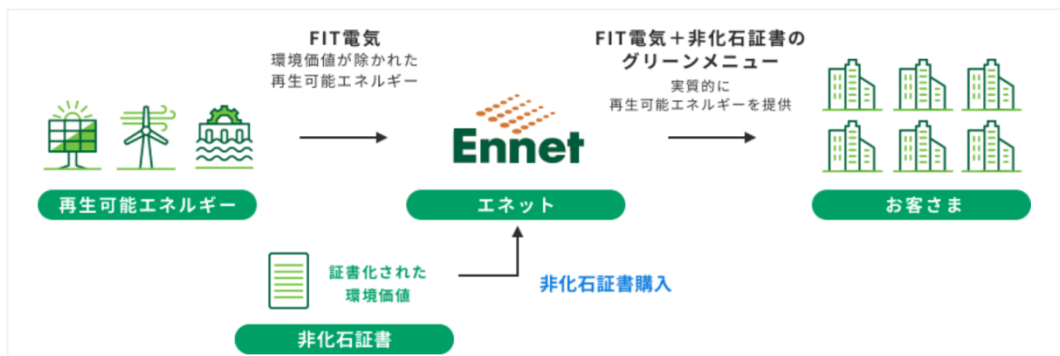 FIT電気
環境価値が除かれた
再生可能エネルギー
FIT電気＋非化石証書の
グリーンメニュー
実質的に
再生可能エネルギーを提供
Ennet
再生可能エネルギー
エネット
お客さま
証書化された
環境価値
非化石証書購入
非化石証書